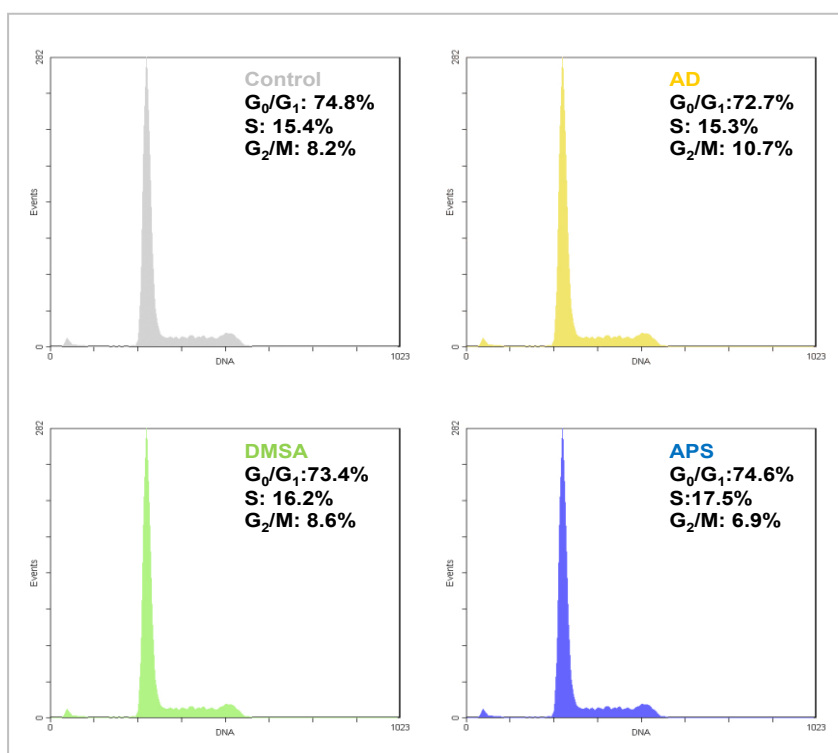 282
Events
0
0
DNA
1023
Control
G₀/G₁: 74.8%
S: 15.4%
G₂/M: 8.2%
282
Events
0
0
DNA
1023
AD
G₀/G₁:72.7%
S: 15.3%
G₂/M: 10.7%
282
Events
0
0
DNA
1023
DMSA
G₀/G₁:73.4%
S: 16.2%
G₂/M: 8.6%
282
Events
0
0
DNA
1023
APS
G₀/G₁:74.6%
S:17.5%
G₂/M: 6.9%